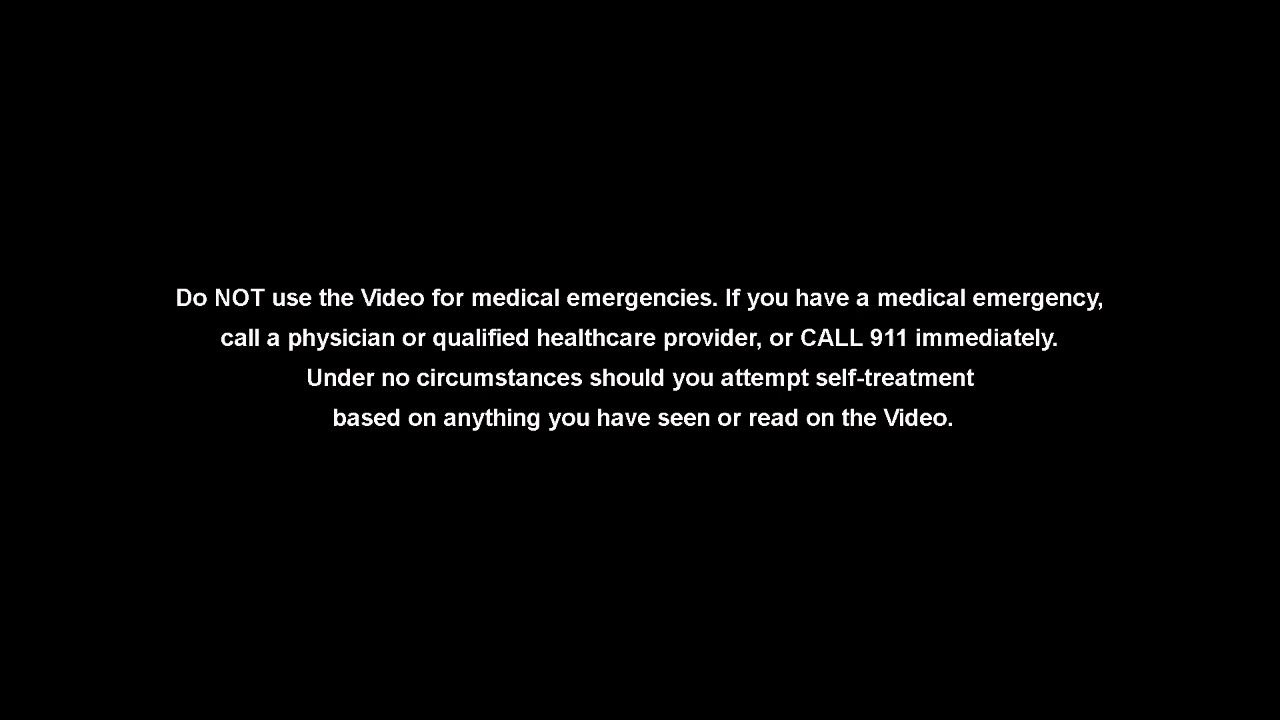 Do NOT use the Video for medical emergencies. If you have a medical emergency,
call a physician or qualified healthcare provider, or CALL 911 immediately.
Under no circumstances should you attempt self-treatment
based on anything you have seen or read on the Video.